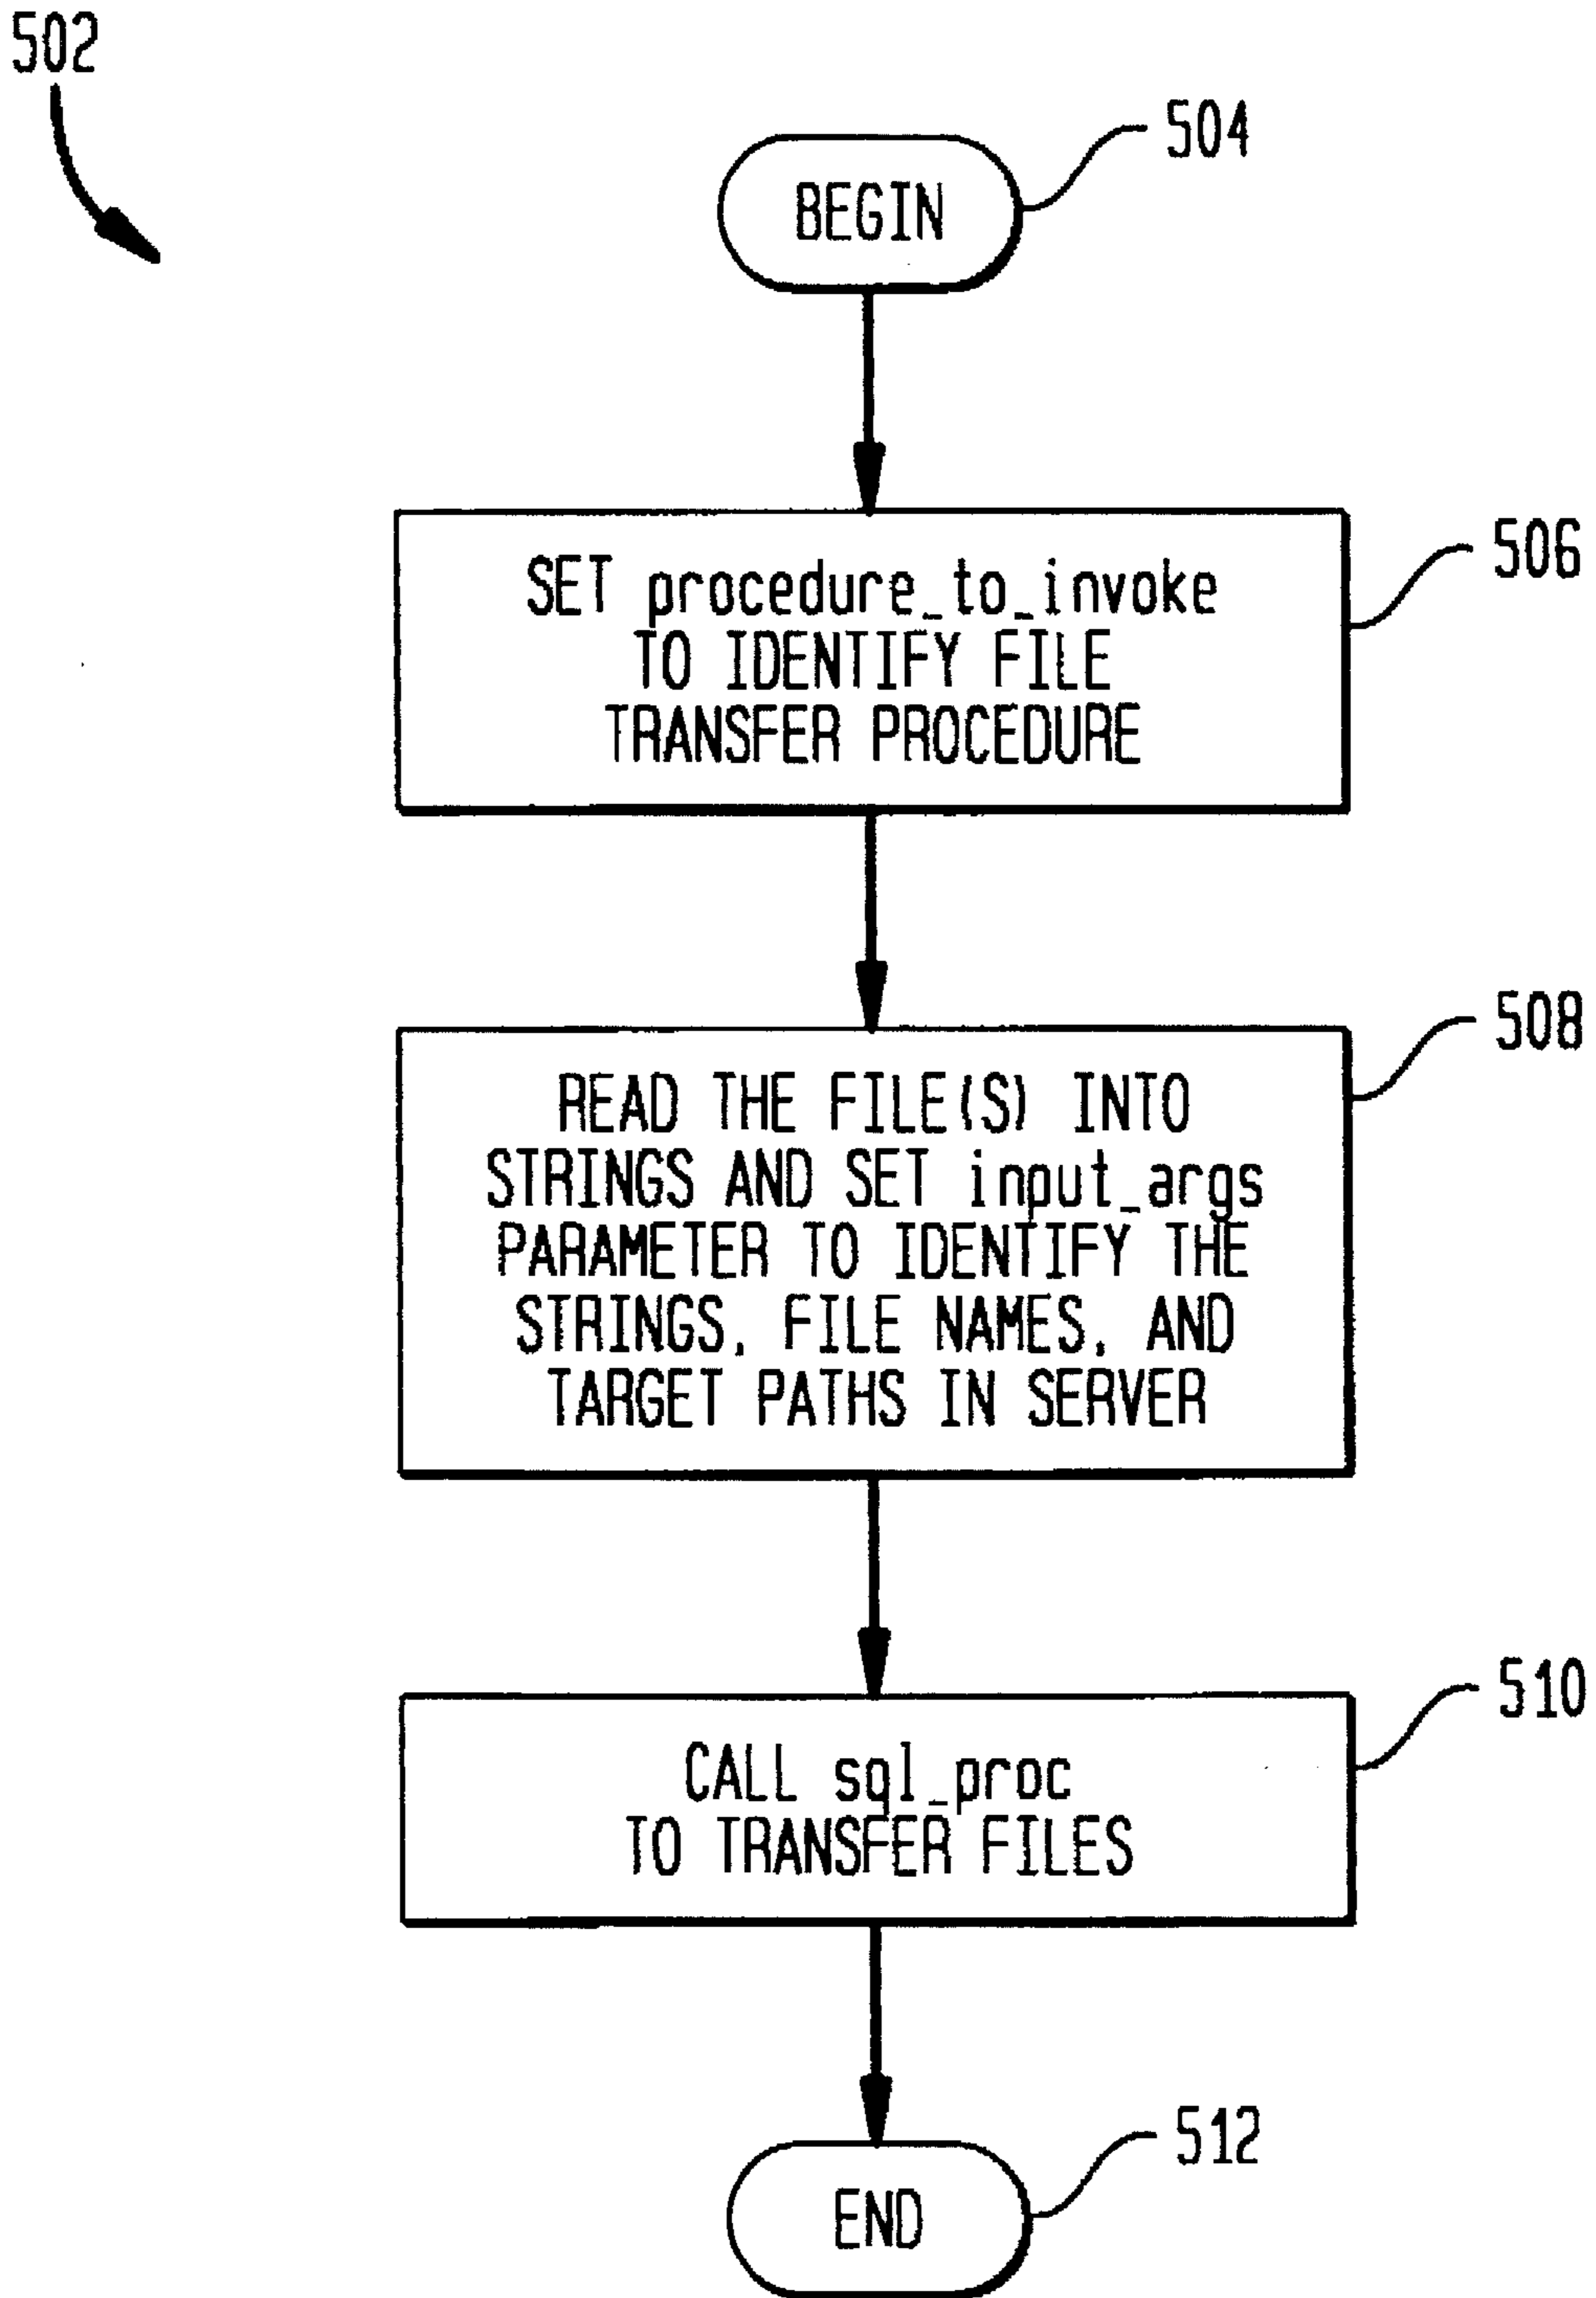 502
504
BEGIN
506
SET procedure_to_invoke
TO IDENTIFY FILE
TRANSFER PROCEDURE
508
READ THE FILE(S) INTO
STRINGS AND SET input_args
PARAMETER TO IDENTIFY THE
STRINGS, FILE NAMES, AND
TARGET PATHS IN SERVER
510
CALL sql_proc
TO TRANSFER FILES
512
END